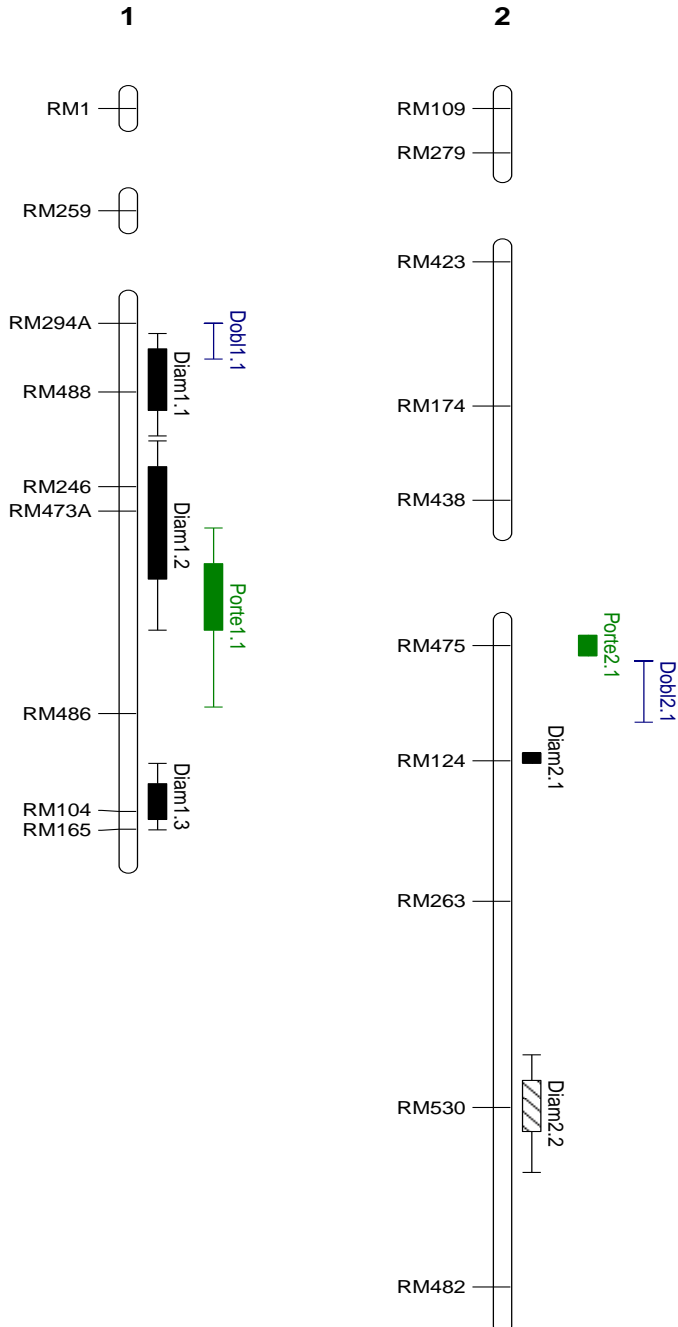 1
RM1
RM259
RM294A
RM488
RM246
RM473A
RM486
RM104
RM165
Dobl1.1
Diam1.1
Diam1.2
Porte1.1
Diam1.3
2
RM109
RM279
RM423
RM174
RM438
RM475
RM124
RM263
RM530
RM482
Porte2.1
Dobl2.1
Diam2.1
Diam2.2